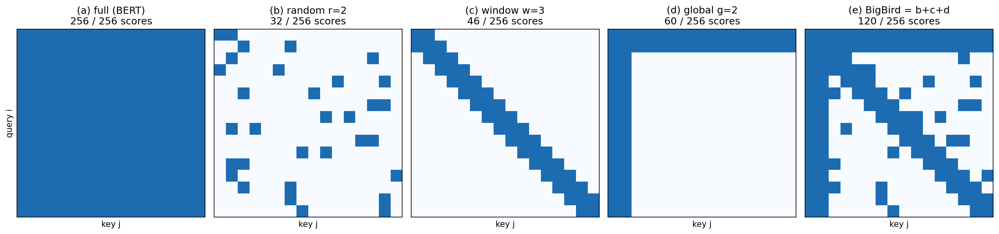 (a) full (BERT)
256 / 256 scores
(b) random r=2
32 / 256 scores
(c) window w=3
46 / 256 scores
(d) global g=2
60 / 256 scores
(e) BigBird = b+c+d
120 / 256 scores
query i
key j
key j
key j
key j
key j